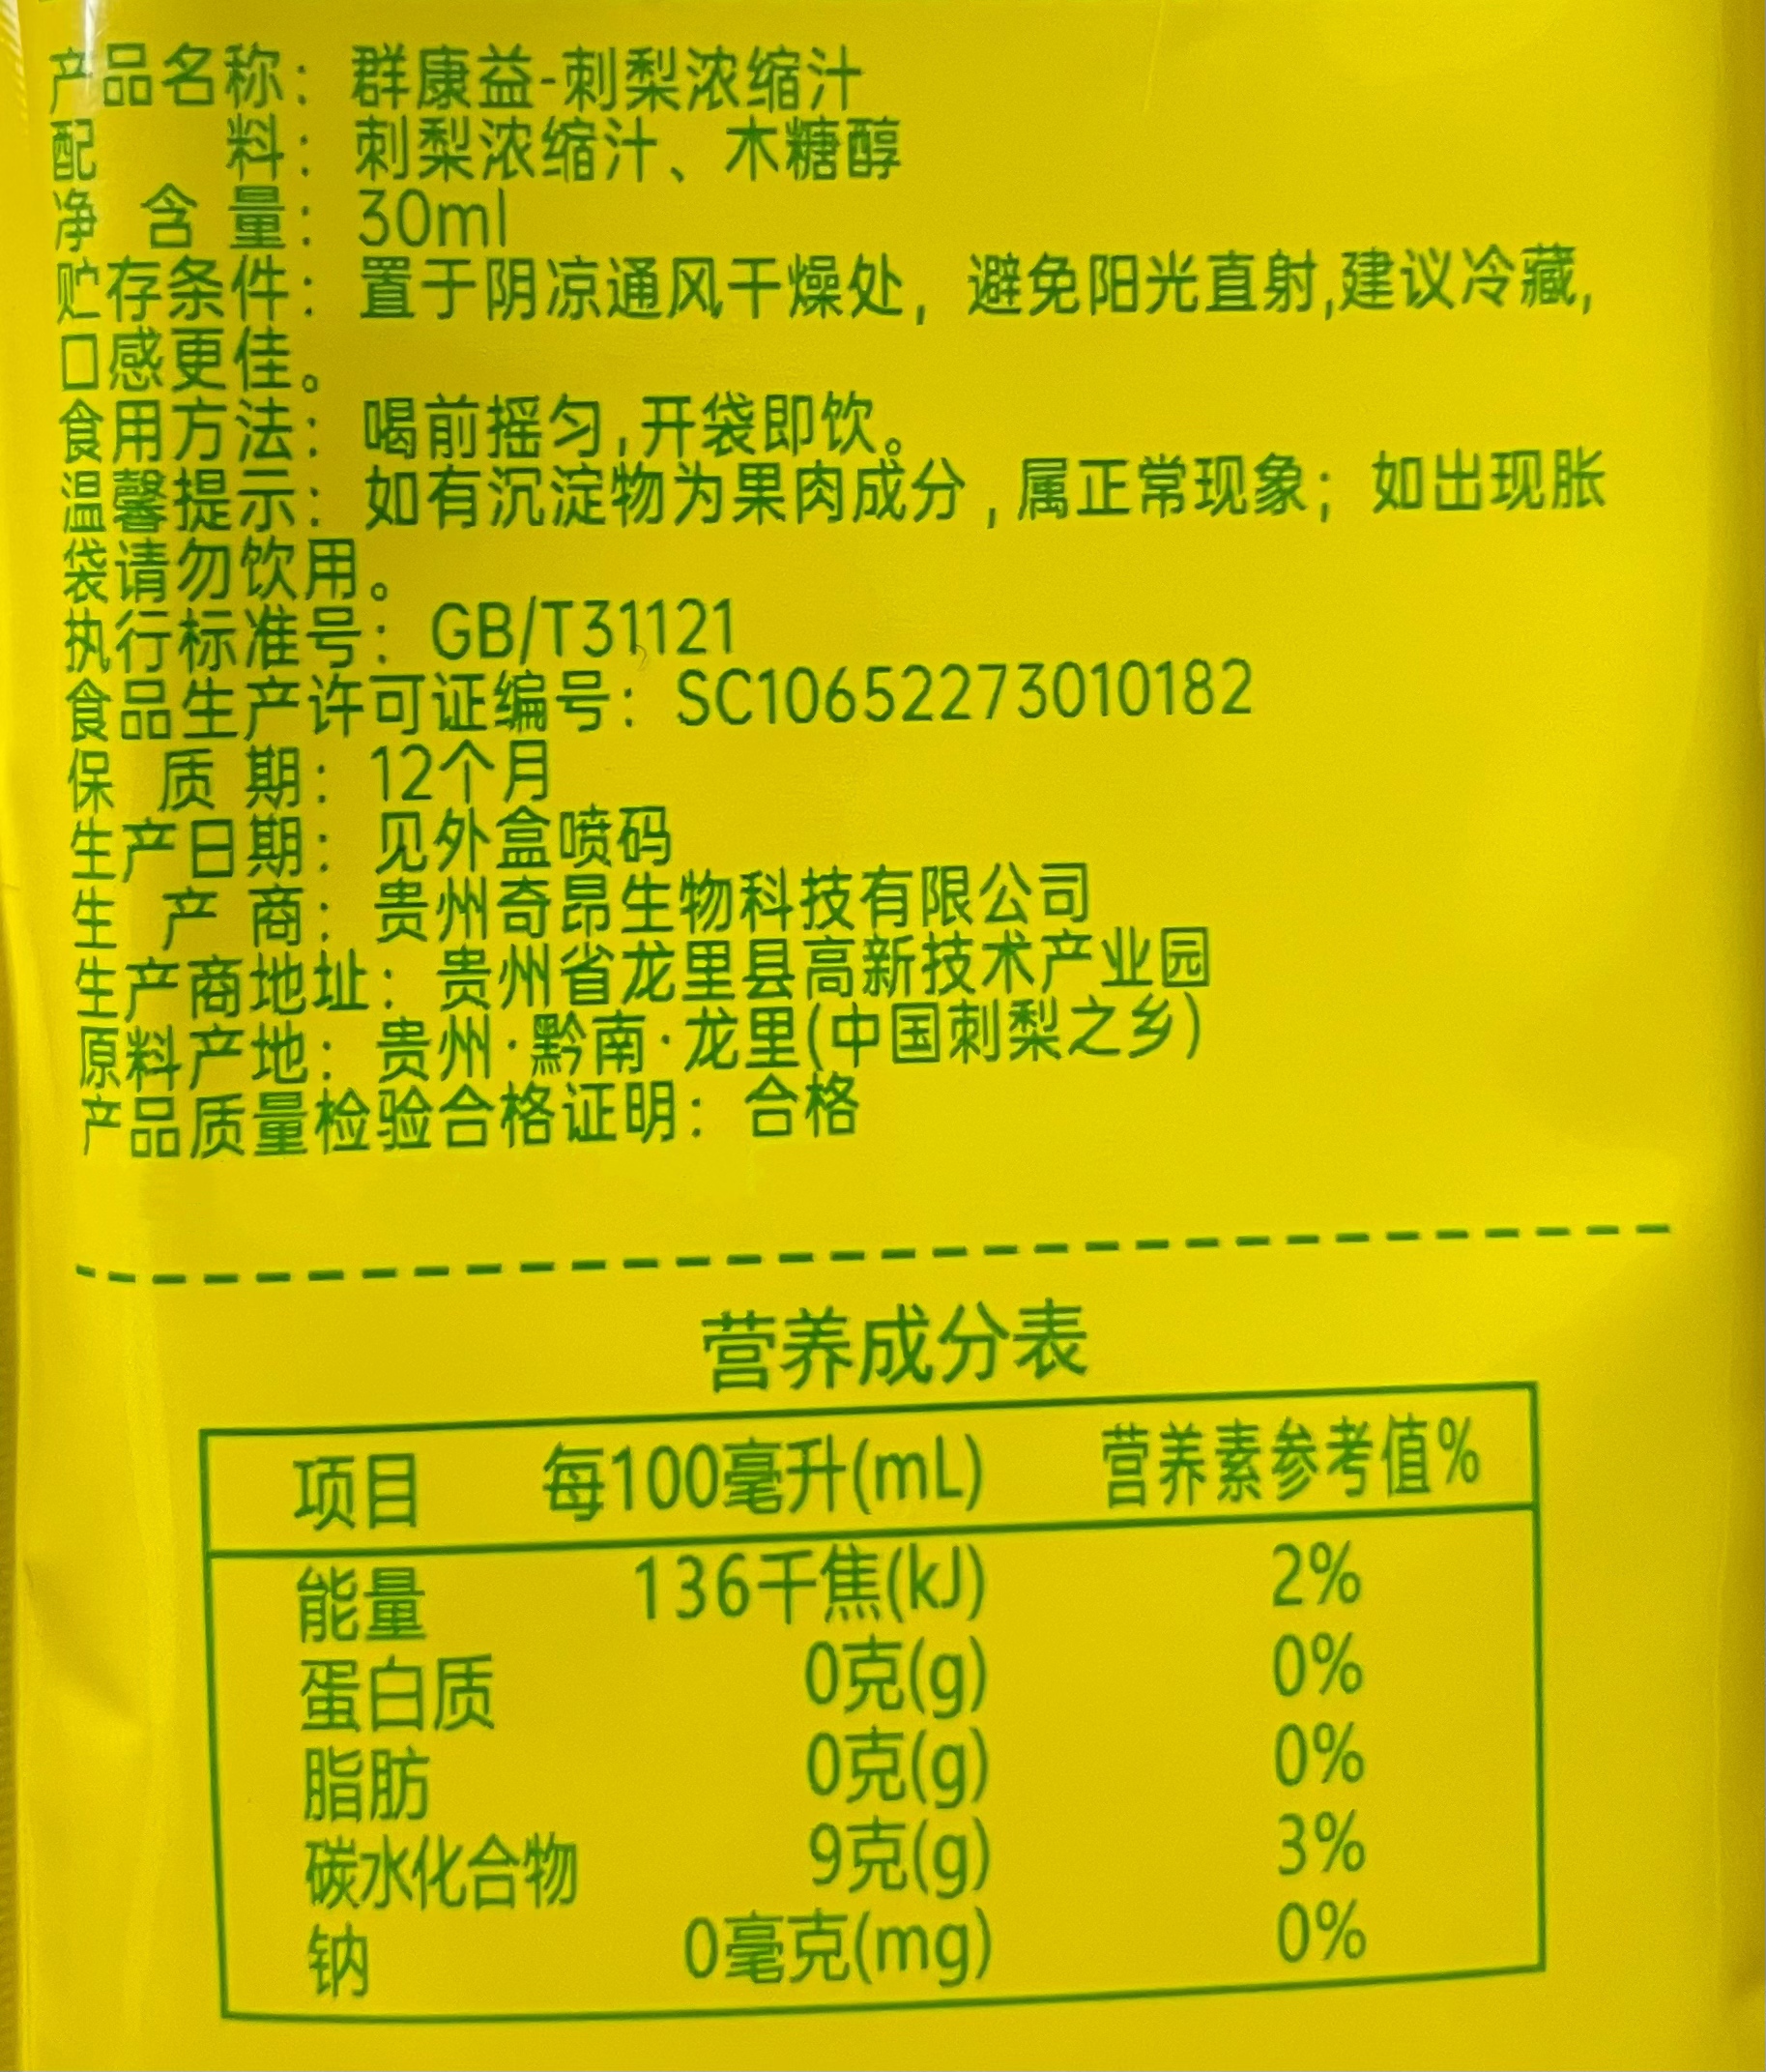 产品名称：群康益-刺梨浓缩汁
配 料：刺梨浓缩汁、木糖醇
净 含 量：30ml
贮存条件：置于阴凉通风干燥处，避免阳光直射,建议冷藏,
口感更佳。
食用方法：喝前摇匀,开袋即饮。
温馨提示：如有沉淀物为果肉成分,属正常现象；如出现胀
袋请勿饮用。
执行标准号：GB/T31121
食品生产许可证编号：SC10652273010182
保 质 期：12个月
生产日期：见外盒喷码
生 产 商：贵州奇昂生物科技有限公司
生产商地址：贵州省龙里县高新技术产业园
原料产地：贵州·黔南·龙里(中国刺梨之乡)
产品质量检验合格证明：合格
营养成分表
项目 每100毫升(mL) 营养素参考值%
能量 136千焦(kJ) 2%
蛋白质 0克(g) 0%
脂肪 0克(g) 0%
碳水化合物 9克(g) 3%
钠 0毫克(mg) 0%